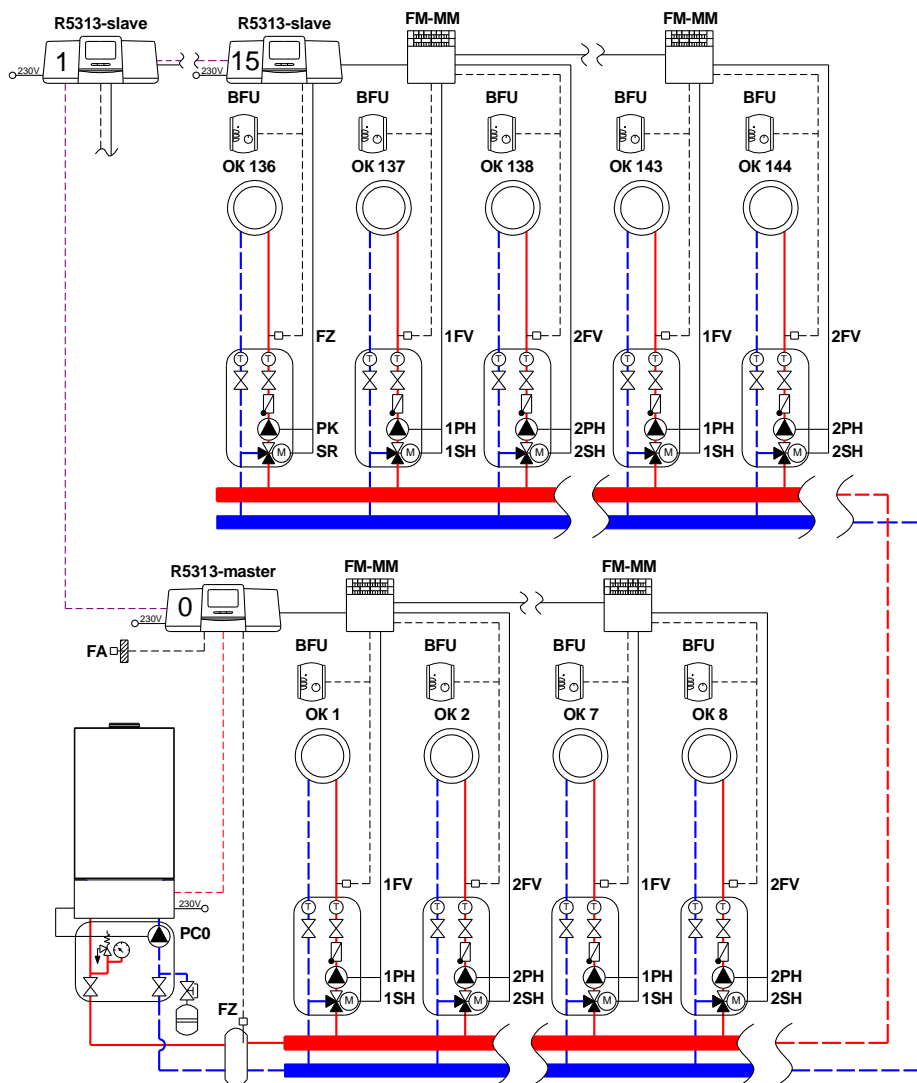 R5313-slave R5313-slave FM-MM FM-MM
1 15
230V 230V
BFU BFU BFU BFU BFU
OK 136 OK 137 OK 138 OK 143 OK 144
FZ 1FV 2FV 1FV 2FV
T T T T T T T T T T
PK 1PH 2PH 1PH 2PH
M SR M 1SH M 2SH M 1SH M 2SH
R5313-master FM-MM FM-MM
0
230V
FA
BFU BFU BFU BFU
OK 1 OK 2 OK 7 OK 8
1FV 2FV 1FV 2FV
230V
T T T T T T T T
PC0
1PH 2PH 1PH 2PH
M 1SH M 2SH M 1SH M 2SH
FZ